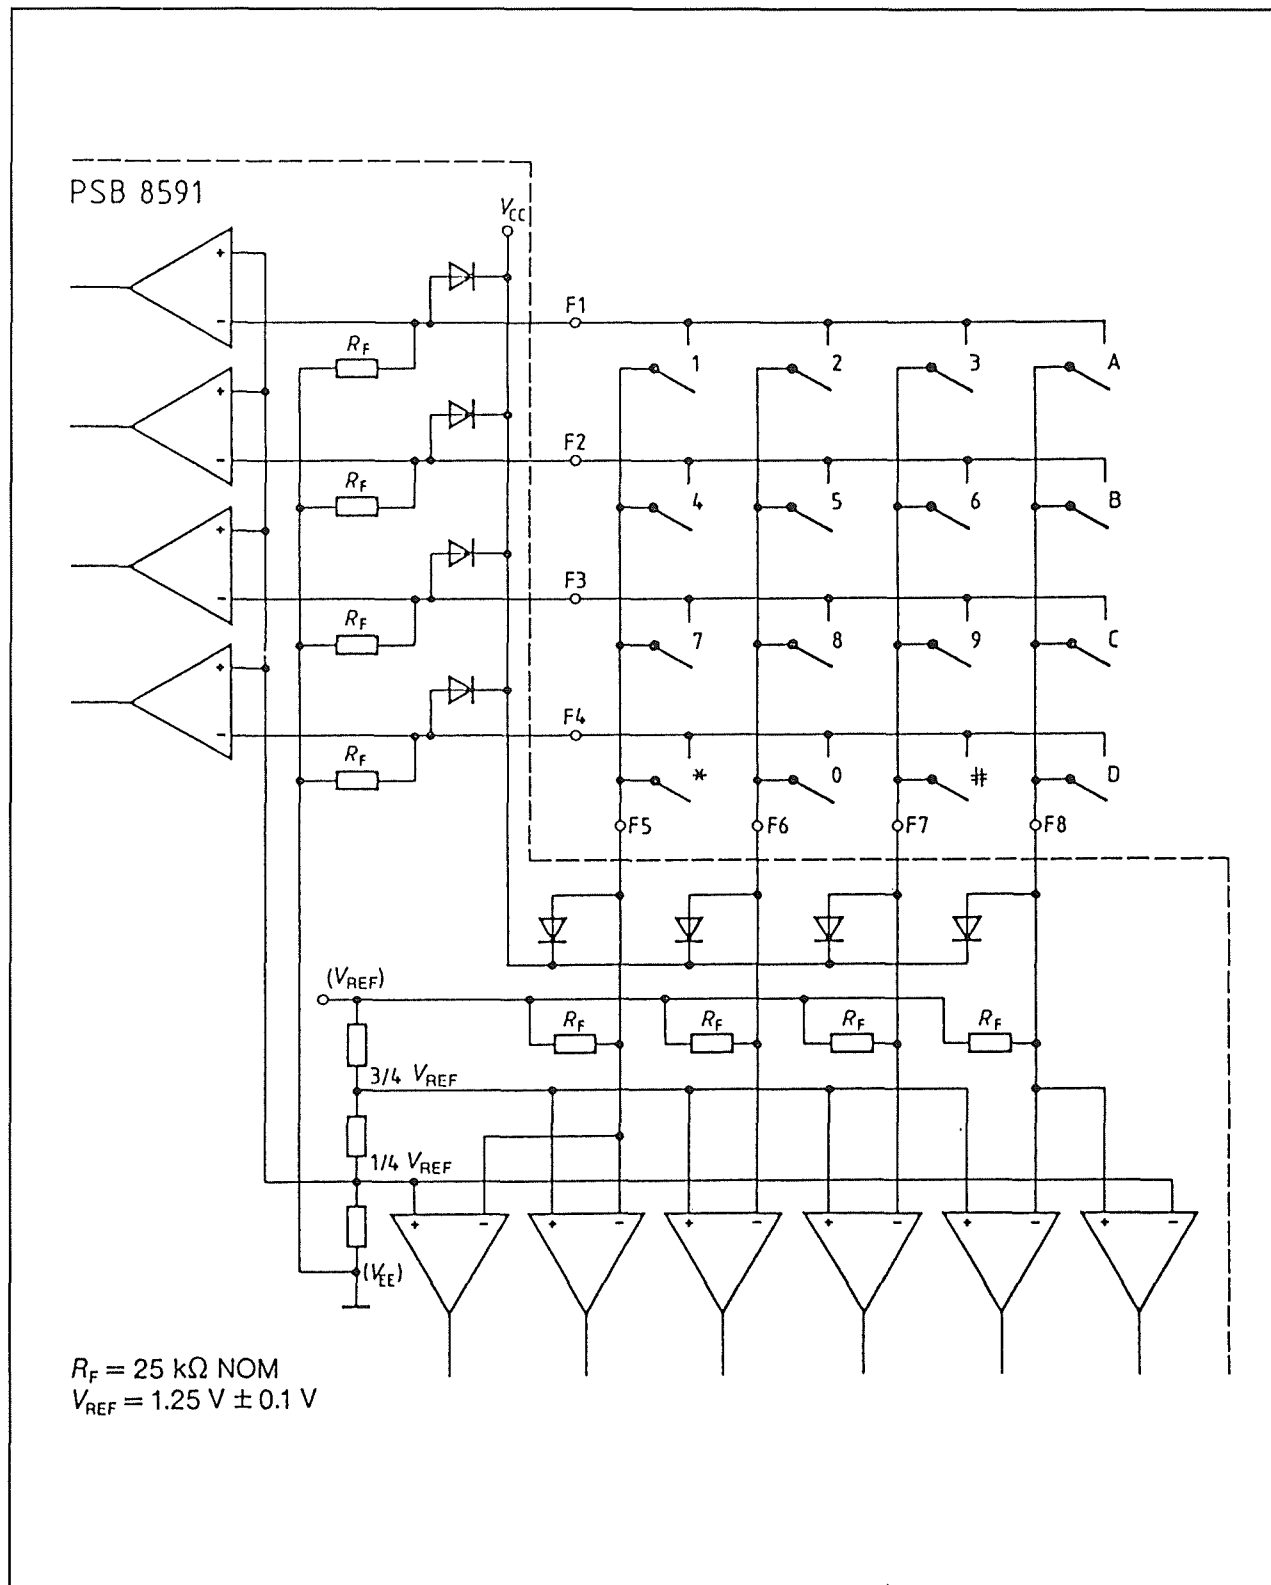 PSB 8591
V_CC
+
-
F1
R_F
1 2 3 A
+
-
F2
R_F
4 5 6 B
+
-
F3
R_F
7 8 9 C
+
-
F4
R_F
* 0 # D
F5 F6 F7 F8
(V_REF)
R_F R_F R_F R_F
3/4 V_REF
1/4 V_REF
+ - + - + - + - + - + -
(V_EE)
R_F = 25 kΩ NOM
V_REF = 1.25 V ± 0.1 V